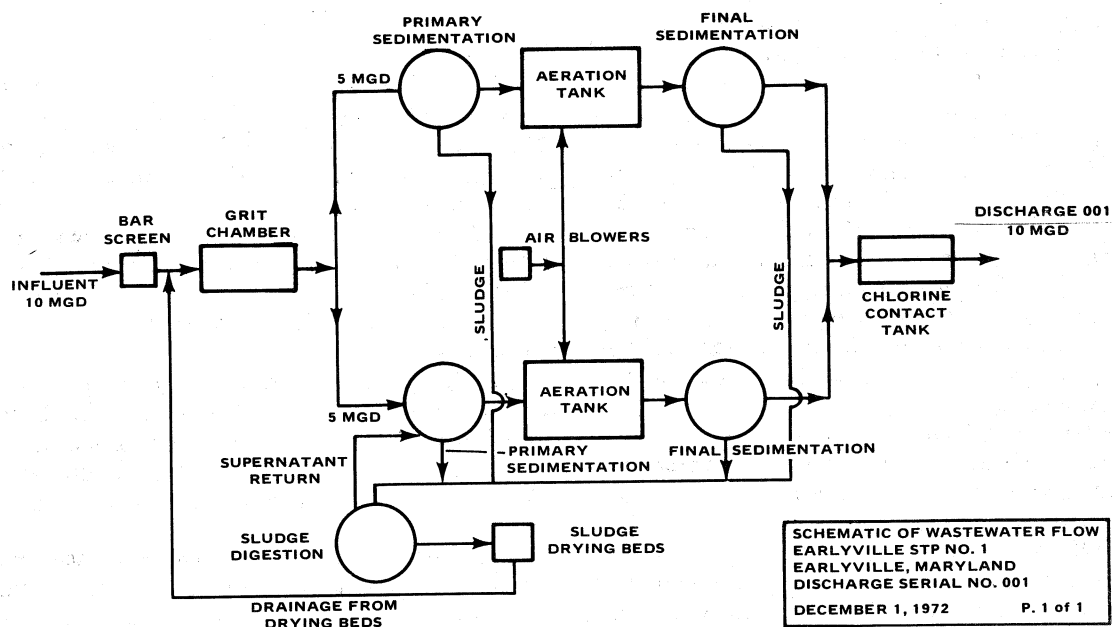 PRIMARY
SEDIMENTATION
FINAL
SEDIMENTATION
5 MGD
AERATION
TANK
BAR
SCREEN
GRIT
CHAMBER
INFLUENT
10 MGD
AIR BLOWERS
SLUDGE
SLUDGE
DISCHARGE 001
10 MGD
CHLORINE
CONTACT
TANK
5 MGD
AERATION
TANK
PRIMARY
SEDIMENTATION
FINAL SEDIMENTATION
SUPERNATANT
RETURN
SLUDGE
DIGESTION
SLUDGE
DRYING BEDS
DRAINAGE FROM
DRYING BEDS
SCHEMATIC OF WASTEWATER FLOW
EARLYVILLE STP NO. 1
EARLYVILLE, MARYLAND
DISCHARGE SERIAL NO. 001
DECEMBER 1, 1972 P. 1 of 1